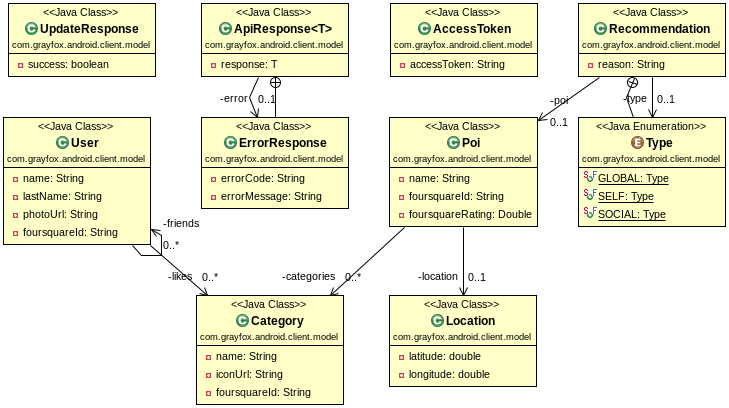 <<Java Class>>
UpdateResponse
com.grayfox.android.client.model
success: boolean
<<Java Class>>
ApiResponse<T>
com.grayfox.android.client.model
response: T
<<Java Class>>
AccessToken
com.grayfox.android.client.model
accessToken: String
<<Java Class>>
Recommendation
com.grayfox.android.client.model
reason: String
-error
0..1
-poi
0..1
-type
0..1
<<Java Class>>
User
com.grayfox.android.client.model
name: String
lastName: String
photoUrl: String
foursquareId: String
<<Java Class>>
ErrorResponse
com.grayfox.android.client.model
errorCode: String
errorMessage: String
<<Java Class>>
Poi
com.grayfox.android.client.model
name: String
foursquareId: String
foursquareRating: Double
<<Java Enumeration>>
Type
com.grayfox.android.client.model
GLOBAL: Type
SELF: Type
SOCIAL: Type
-friends
0..*
-likes
0..*
-categories
0..*
-location
0..1
<<Java Class>>
Category
com.grayfox.android.client.model
name: String
iconUrl: String
foursquareId: String
<<Java Class>>
Location
com.grayfox.android.client.model
latitude: double
longitude: double